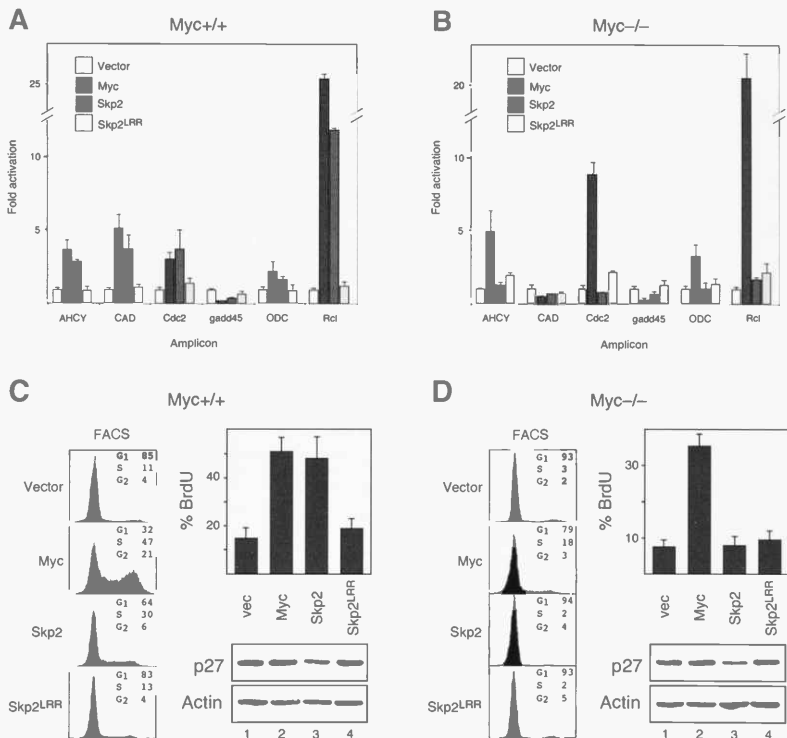 A
Myc+/+
Vector
Myc
Skp2
Skp2LRR
Fold activation
25
10
5
AHCY
CAD
Cdc2
gadd45
ODC
Rcl
Amplicon
B
Myc−/−
Vector
Myc
Skp2
Skp2LRR
Fold activation
20
10
5
AHCY
CAD
Cdc2
gadd45
ODC
Rcl
Amplicon
C
Myc+/+
FACS
Vector
G1 85
S 11
G2 4
Myc
G1 32
S 47
G2 21
Skp2
G1 64
S 30
G2 6
Skp2LRR
G1 83
S 13
G2 4
% BrdU
60
40
20
vec
Myc
Skp2
Skp2LRR
p27
Actin
1 2 3 4
D
Myc−/−
FACS
Vector
G1 93
S 3
G2 2
Myc
G1 79
S 18
G2 3
Skp2
G1 94
S 2
G2 4
Skp2LRR
G1 93
S 2
G2 5
% BrdU
30
10
vec
Myc
Skp2
Skp2LRR
p27
Actin
1 2 3 4